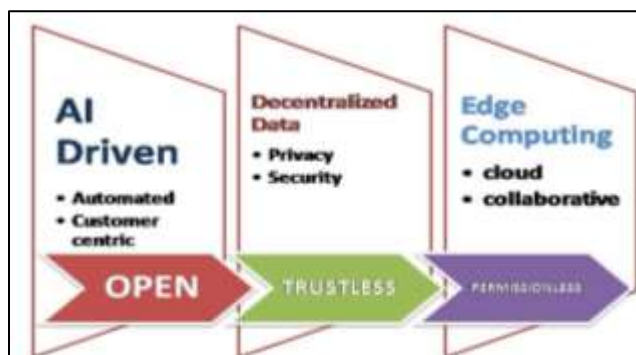 AI
Driven
• Automated
• Customer
centric
OPEN
Decentralized
Data
• Privacy
• Security
TRUSTLESS
Edge
Computing
• cloud
• collaborative
PERMISSIONLESS